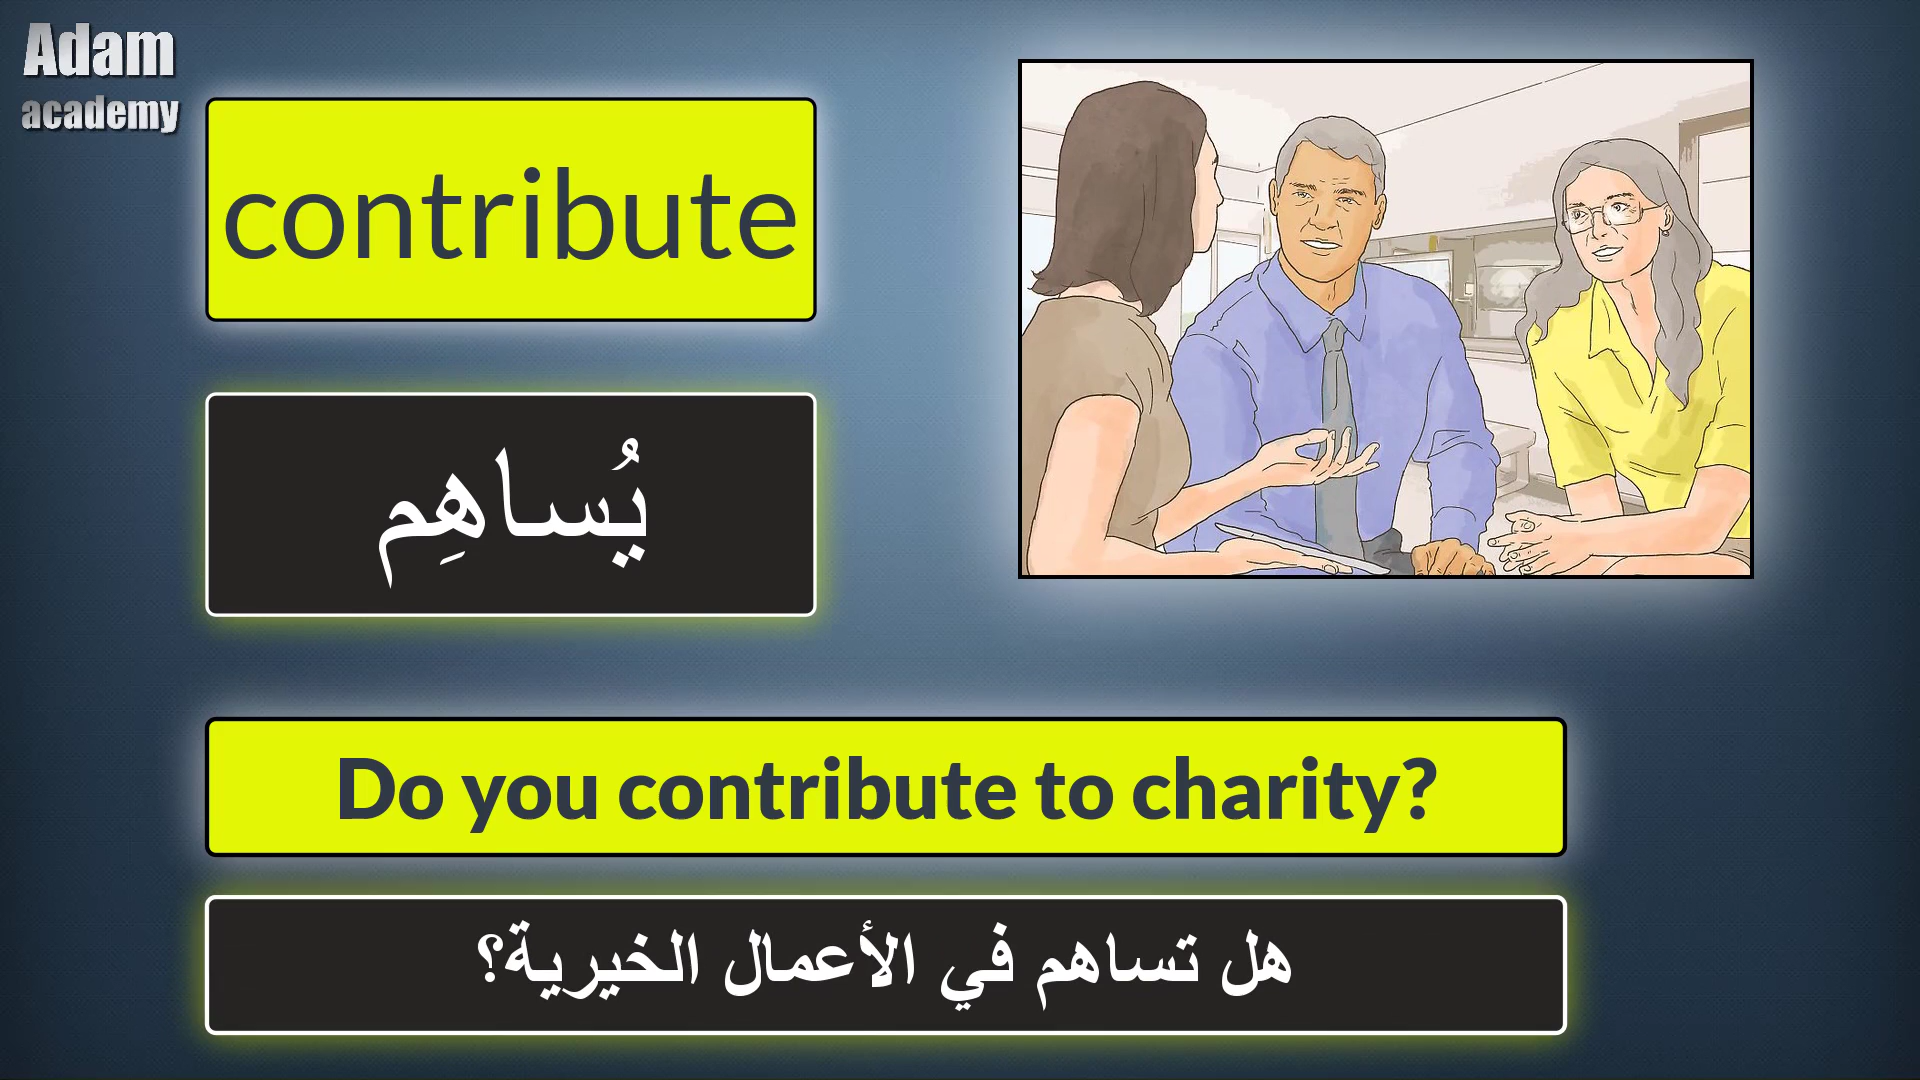 Adam
academy
contribute
يُساهِم
Do you contribute to charity?
هل تساهم في الأعمال الخيرية؟